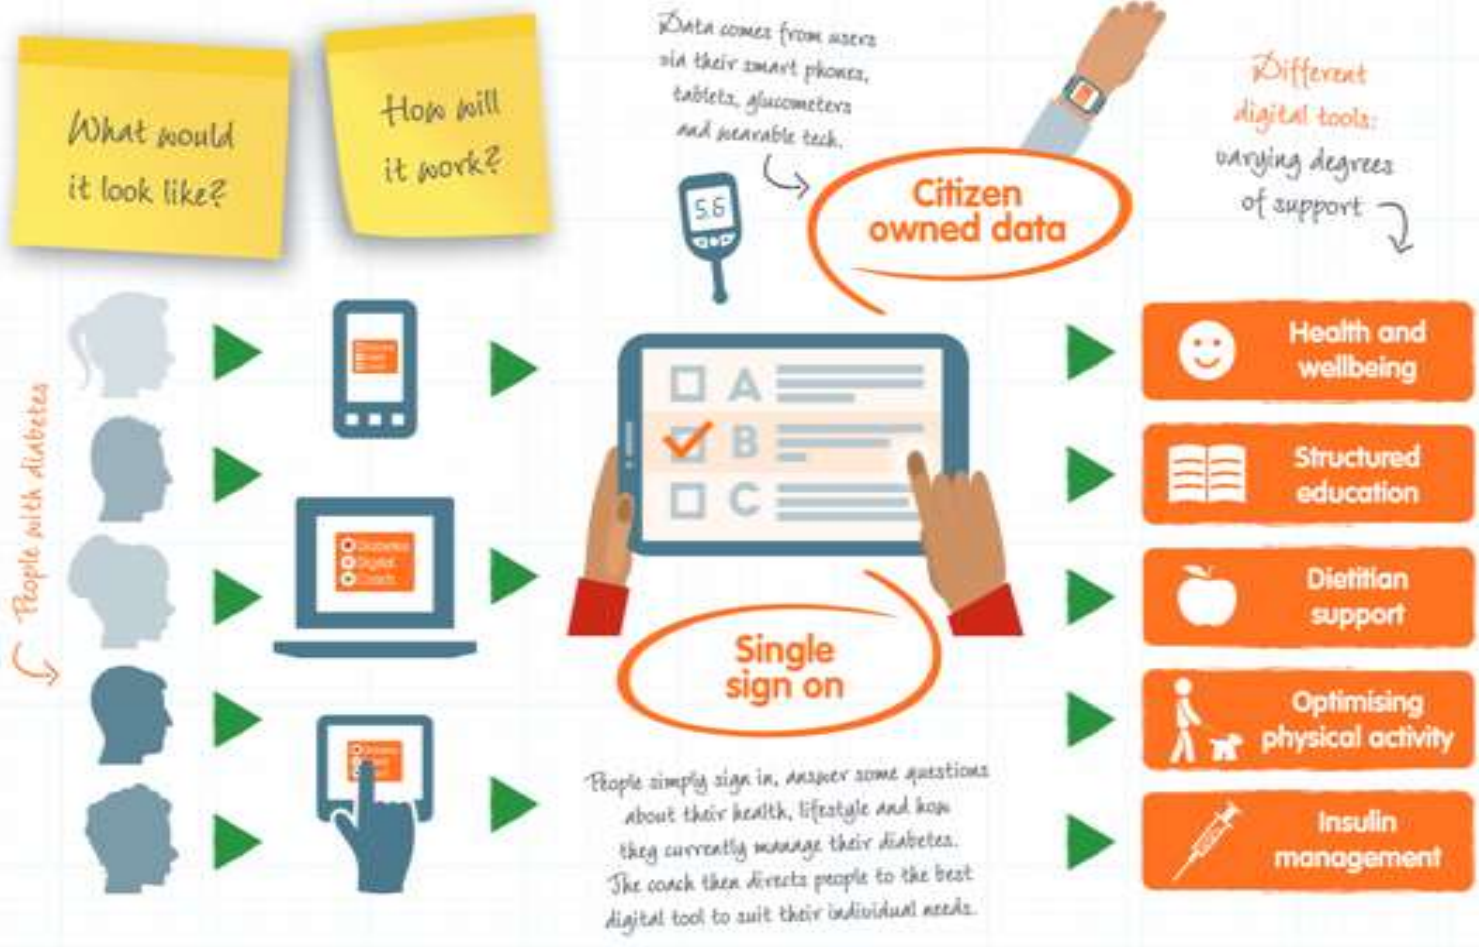 What would
it look like?
How will
it work?
Data comes from users
via their smart phones,
tablets, glucometers
and wearable tech.
5.6
Citizen
owned data
Different
digital tools:
varying degrees
of support
People with diabetes
Diabetes
Digital
Coach
A
B
C
Single
sign on
People simply sign in, answer some questions
about their health, lifestyle and how
they currently manage their diabetes.
The coach then directs people to the best
digital tool to suit their individual needs.
Health and
wellbeing
Structured
education
Dietitian
support
Optimising
physical activity
Insulin
management